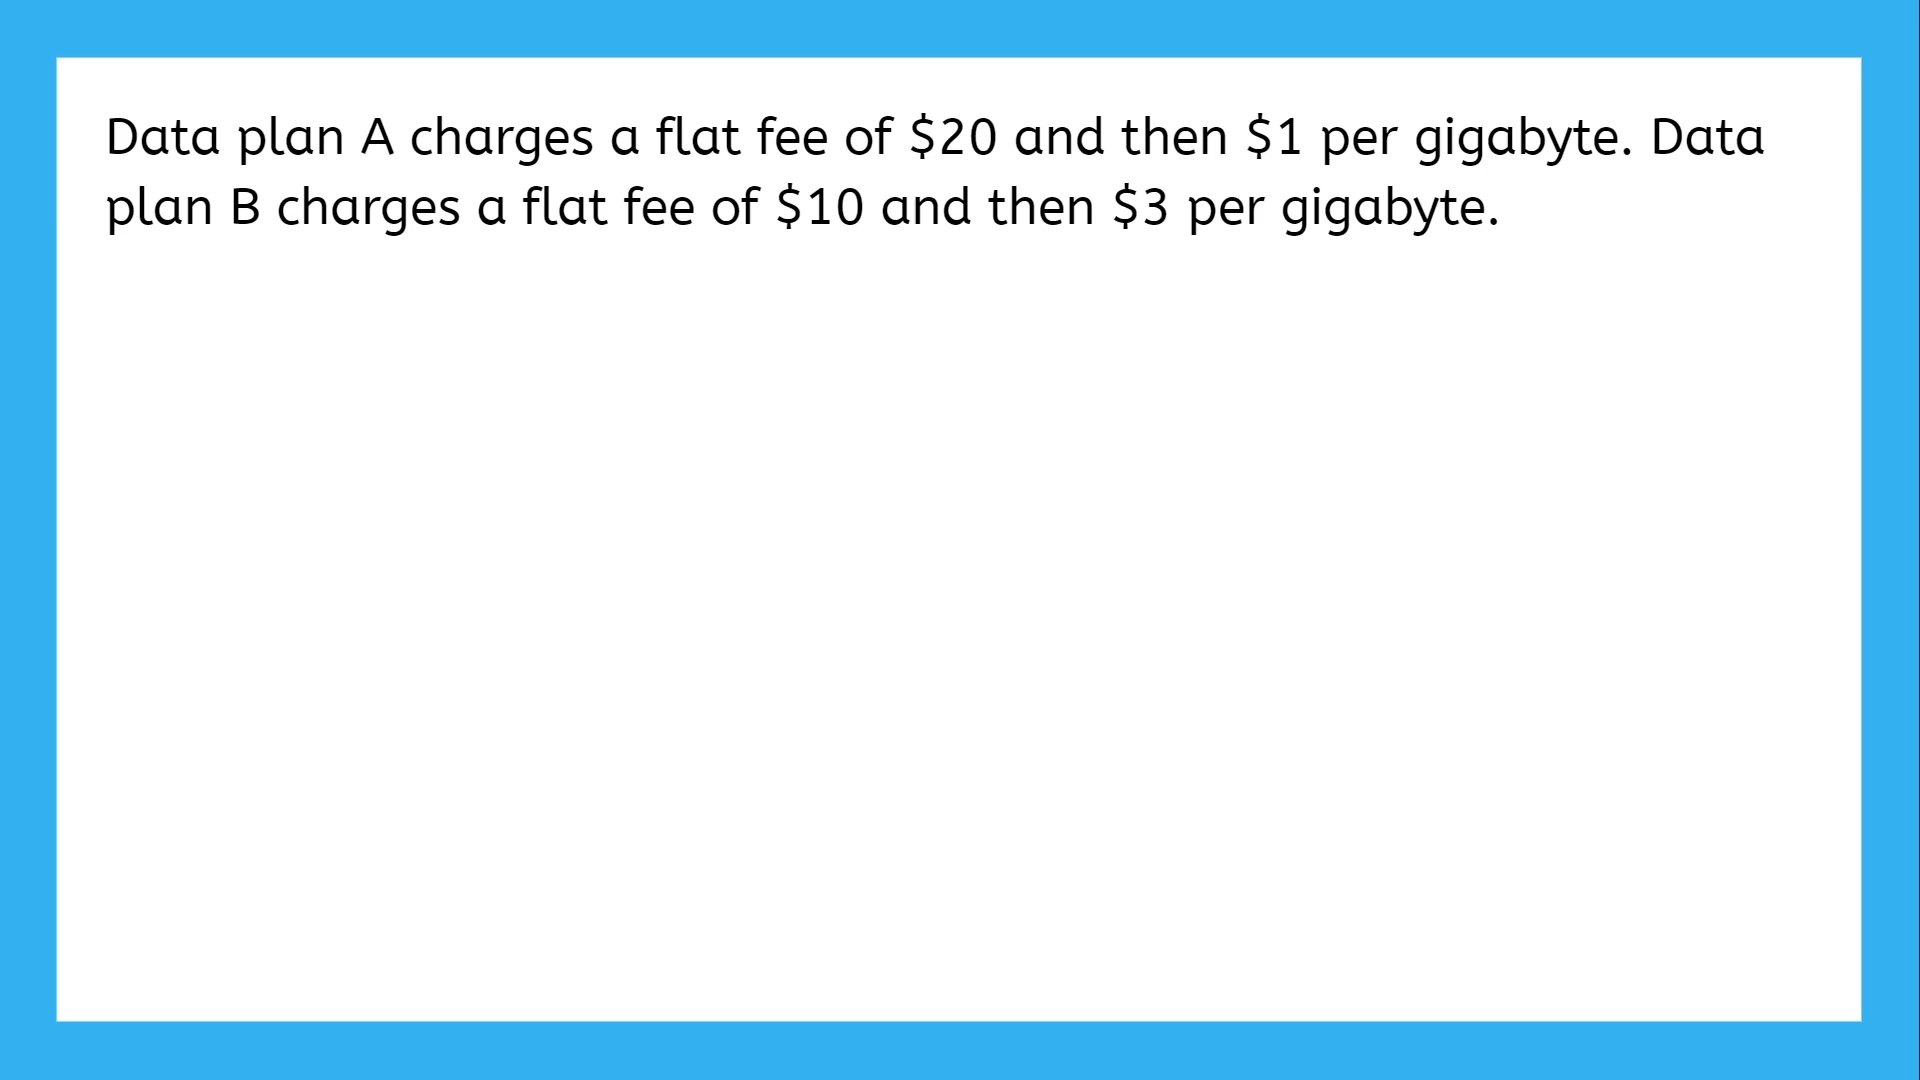 Data plan A charges a flat fee of $20 and then $1 per gigabyte. Data
plan B charges a flat fee of $10 and then $3 per gigabyte.